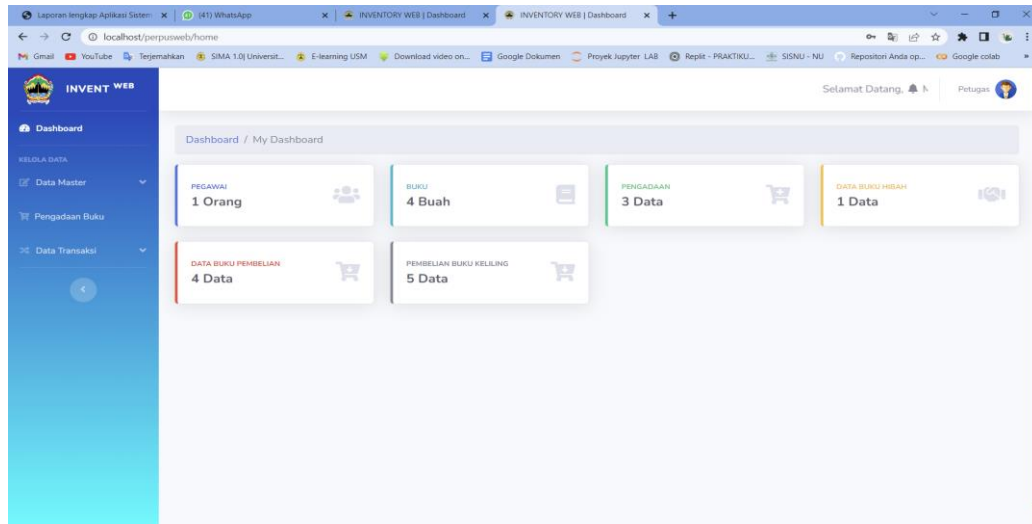 Laporan lengkap Aplikasi Sistem
(41) WhatsApp
INVENTORY WEB | Dashboard
INVENTORY WEB | Dashboard
localhost/perpusweb/home
Gmail
YouTube
Terjemahkan
SIMA 1.0| Universit...
E-learning USM
Download video on...
Google Dokumen
Proyek Jupyter LAB
Replit - PRAKTIKU...
SISNU - NU
Repositori Anda op...
Google colab
INVENT WEB
Selamat Datang,
Petugas
Dashboard
KELOLA DATA
Data Master
Pengadaan Buku
Data Transaksi
Dashboard / My Dashboard
PEGAWAI
1 Orang
BUKU
4 Buah
PENGADAAN
3 Data
DATA BUKU HIBAH
1 Data
DATA BUKU PEMBELIAN
4 Data
PEMBELIAN BUKU KELILING
5 Data